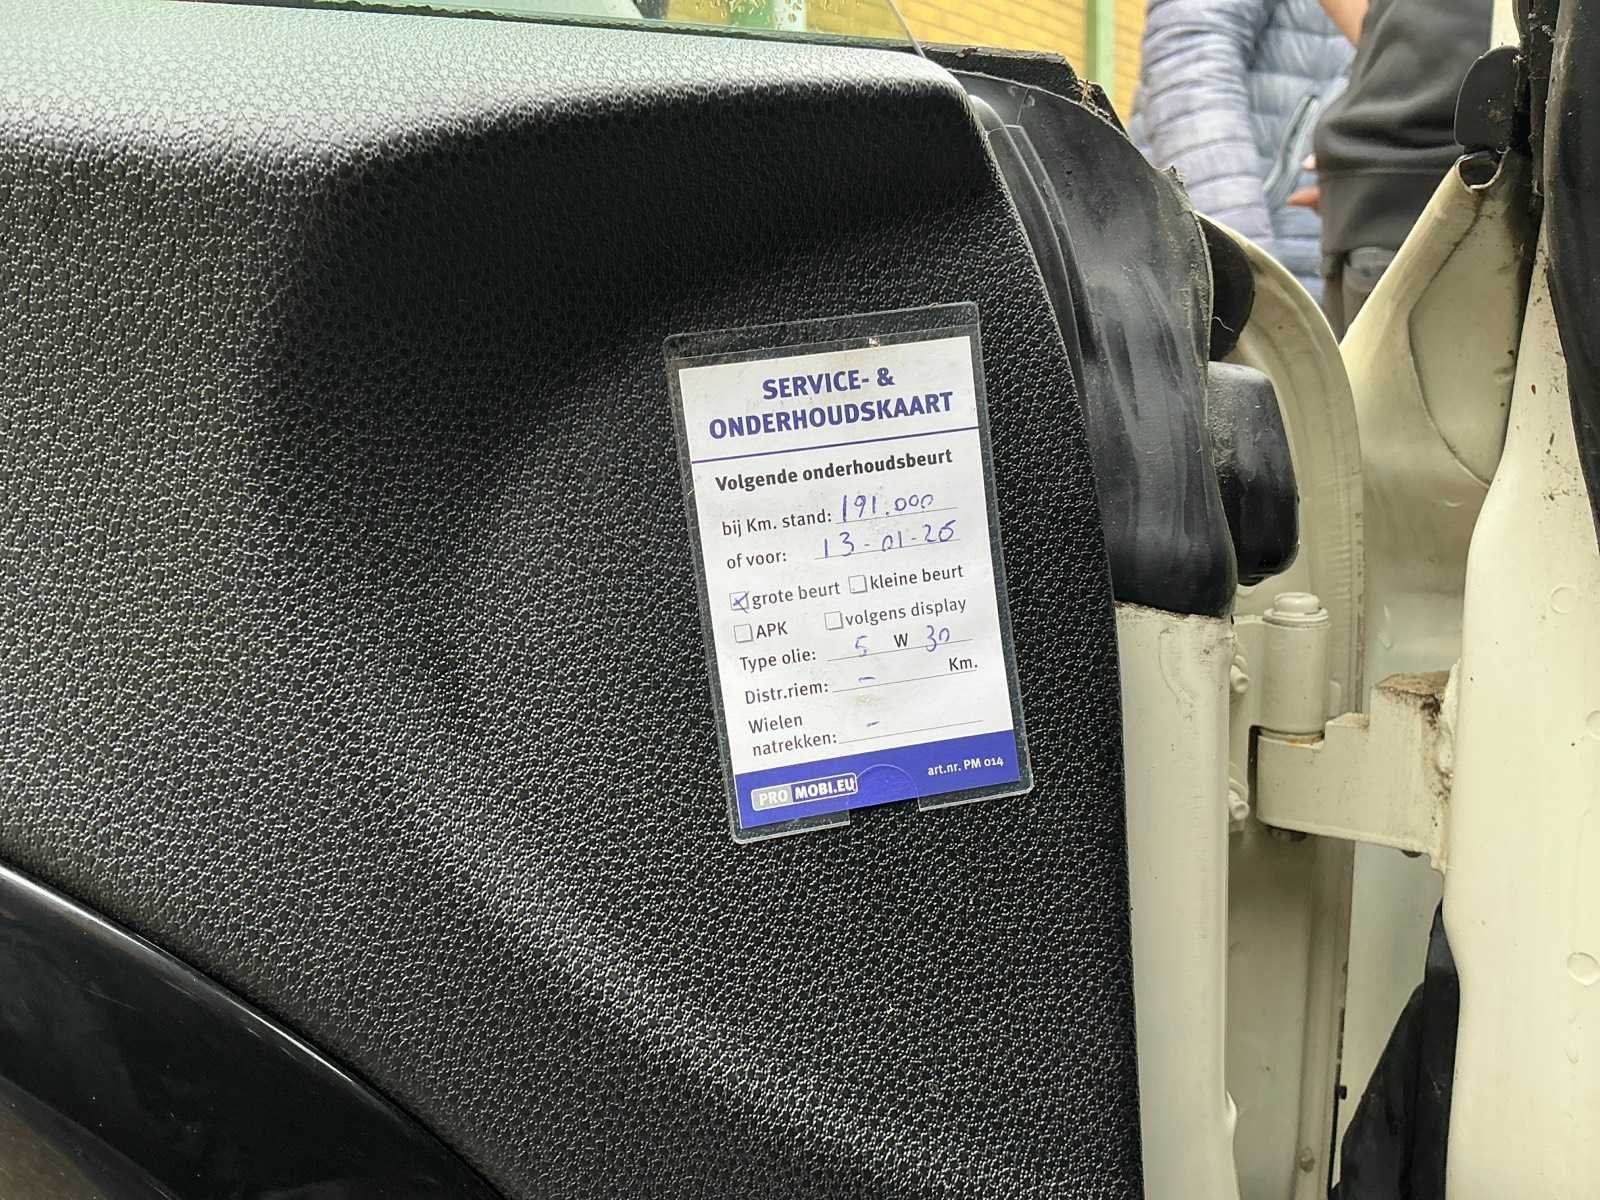 SERVICE- &
ONDERHOUDSKAART
Volgende onderhoudsbeurt
bij Km. stand: 191.000
of voor: 13-01-26
grote beurt kleine beurt
APK volgens display
Type olie: 5 W 30
Distr.riem: - Km.
Wielen
natrekken: -
PRO MOBI.EU art.nr. PM 014